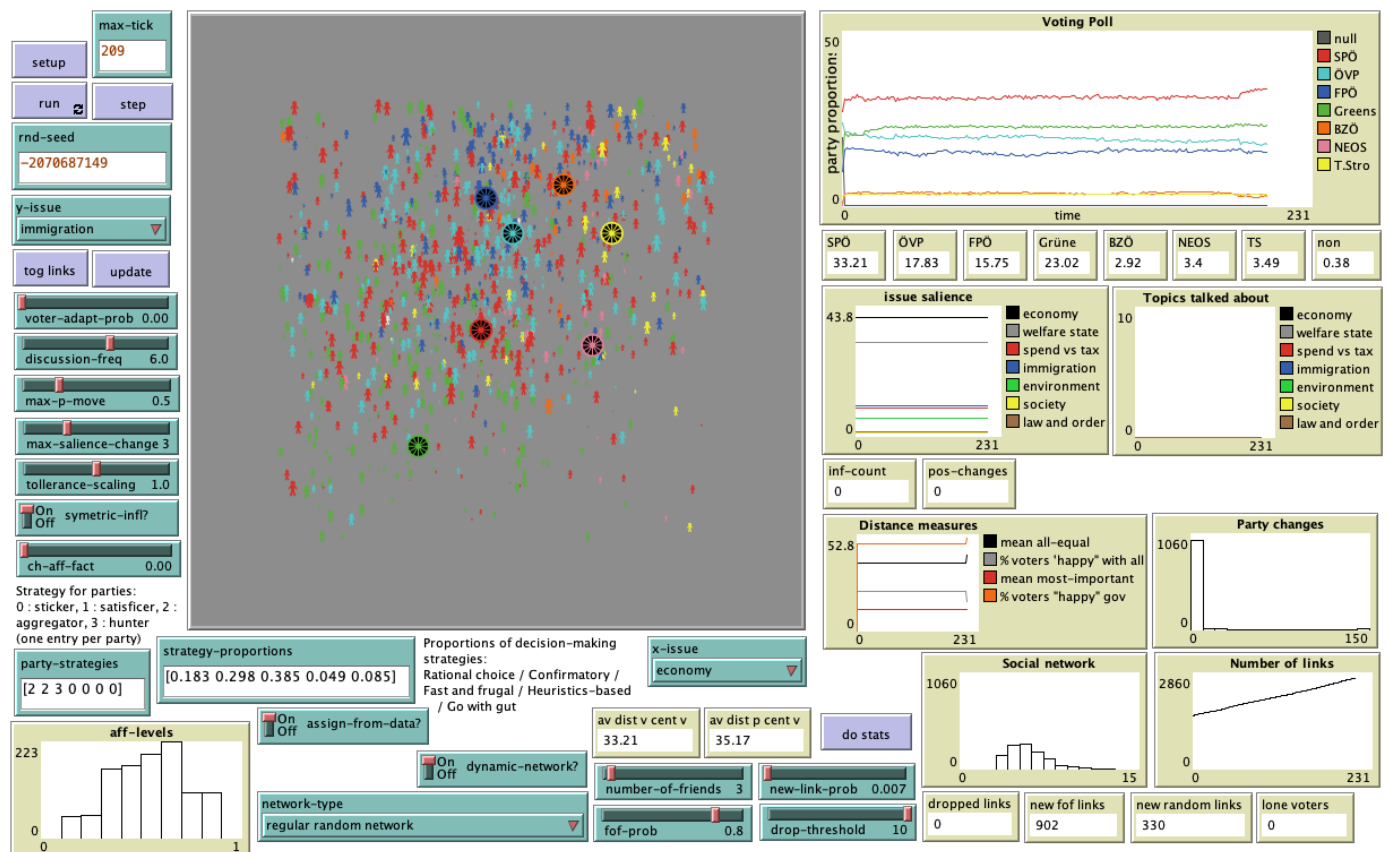 setup
max-tick
209
run
step
rnd-seed
-2070687149
y-issue
immigration
tog links
update
voter-adapt-prob 0.00
discussion-freq 6.0
max-p-move 0.5
max-salience-change 3
tollerance-scaling 1.0
On
Off
symetric-infl?
ch-aff-fact 0.00
Strategy for parties:
0 : sticker, 1 : satisficer, 2 :
aggregator, 3 : hunter
(one entry per party)
party-strategies
[2 2 3 0 0 0 0]
strategy-proportions
[0.183 0.298 0.385 0.049 0.085]
Proportions of decision-making
strategies:
Rational choice / Confirmatory /
Fast and frugal / Heuristics-based
/ Go with gut
x-issue
economy
aff-levels
223
0
0
1
On
Off
assign-from-data?
On
Off
dynamic-network?
network-type
regular random network
av dist v cent v
33.21
av dist p cent v
35.17
do stats
number-of-friends 3
new-link-prob 0.007
fof-prob 0.8
drop-threshold 10
Voting Poll
50
party proportion:
0
0
time
231
null
SPÖ
ÖVP
FPÖ
Greens
BZÖ
NEOS
T.Stro
SPÖ
33.21
ÖVP
17.83
FPÖ
15.75
Grüne
23.02
BZÖ
2.92
NEOS
3.4
TS
3.49
non
0.38
issue salience
43.8
0
0
231
economy
welfare state
spend vs tax
immigration
environment
society
law and order
Topics talked about
10
0
0
231
economy
welfare state
spend vs tax
immigration
environment
society
law and order
inf-count
0
pos-changes
0
Distance measures
52.8
0
0
231
mean all-equal
% voters "happy" with all
mean most-important
% voters "happy" gov
Party changes
1060
0
0
150
Social network
1060
0
0
15
Number of links
2860
0
0
231
dropped links
0
new fof links
902
new random links
330
lone voters
0